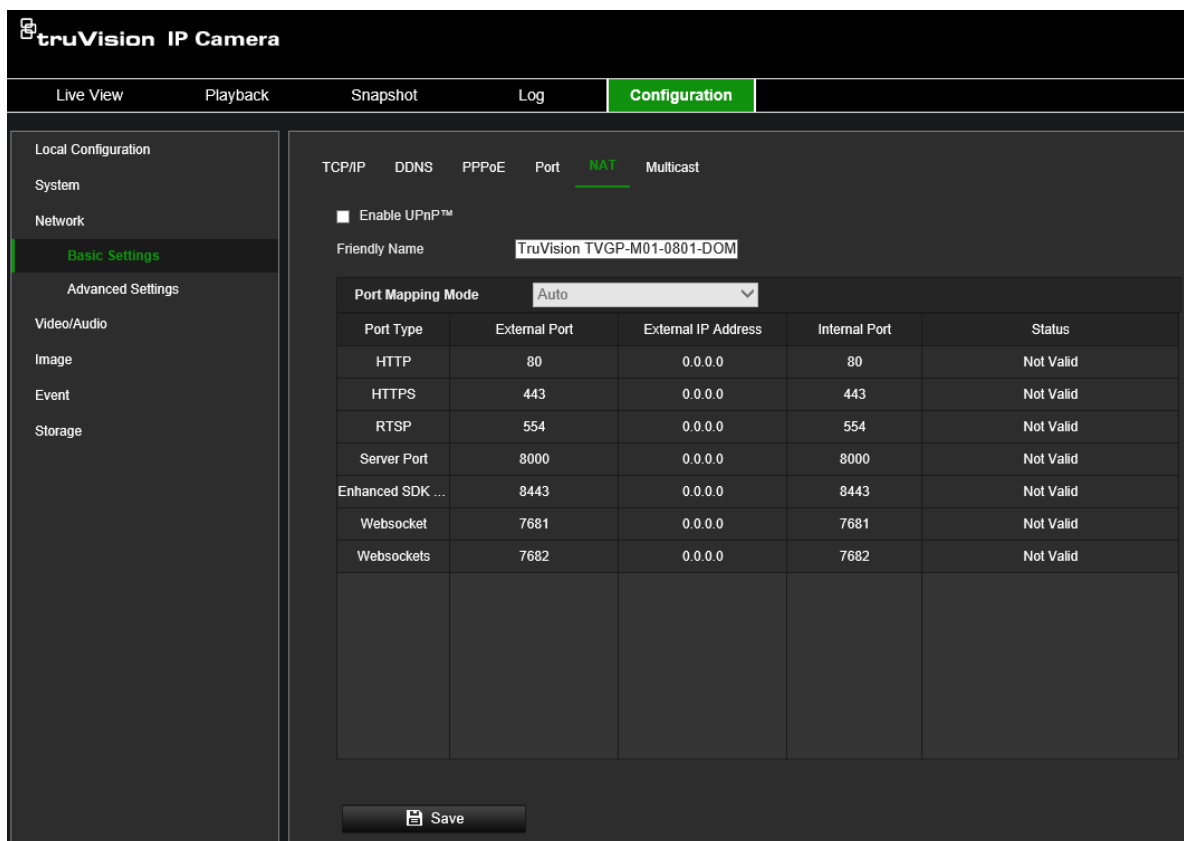 truVision IP Camera
Live View Playback Snapshot Log Configuration
Local Configuration
System
Network
Basic Settings
Advanced Settings
Video/Audio
Image
Event
Storage
TCP/IP DDNS PPPoE Port NAT Multicast
Enable UPnP™
Friendly Name TruVision TVGP-M01-0801-DOM
Port Mapping Mode Auto
Port Type External Port External IP Address Internal Port Status
HTTP 80 0.0.0.0 80 Not Valid
HTTPS 443 0.0.0.0 443 Not Valid
RTSP 554 0.0.0.0 554 Not Valid
Server Port 8000 0.0.0.0 8000 Not Valid
Enhanced SDK ... 8443 0.0.0.0 8443 Not Valid
Websocket 7681 0.0.0.0 7681 Not Valid
Websockets 7682 0.0.0.0 7682 Not Valid
Save